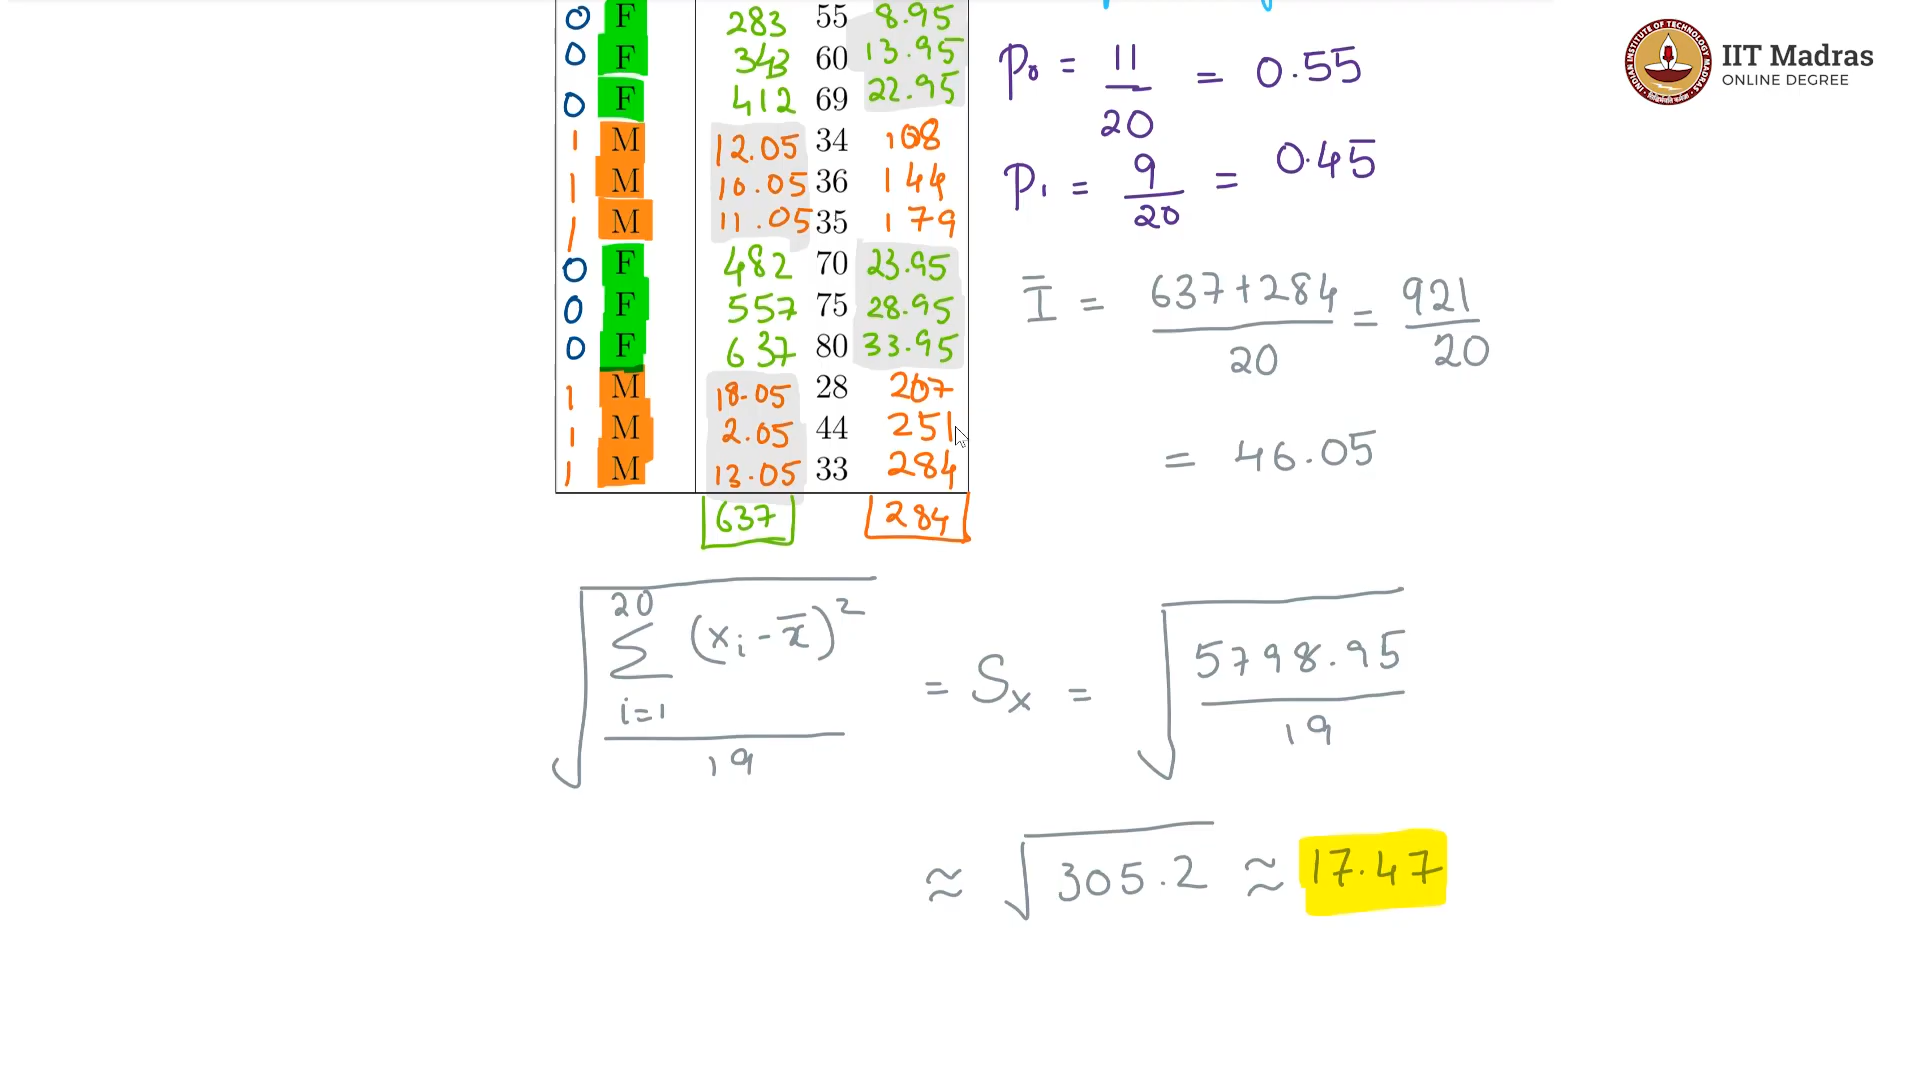 0 F 283 55 8.95
0 F 343 60 13.95
0 F 412 69 22.95
1 M 12.05 34 108
1 M 10.05 36 144
1 M 11.05 35 179
0 F 482 70 23.95
0 F 557 75 28.95
0 F 637 80 33.95
1 M 18.05 28 207
1 M 2.05 44 251
1 M 13.05 33 284
637 284
P₀ = 11/20 = 0.55
P₁ = 9/20 = 0.45
Ī = (637+284)/20 = 921/20
= 46.05
√(∑_{i=1}^{20} (xᵢ - x̄)² / 19) = Sₓ = √(5798.95/19)
≈ √305.2 ≈ 17.47
IIT Madras
ONLINE DEGREE
INDIAN INSTITUTE OF TECHNOLOGY MADRAS